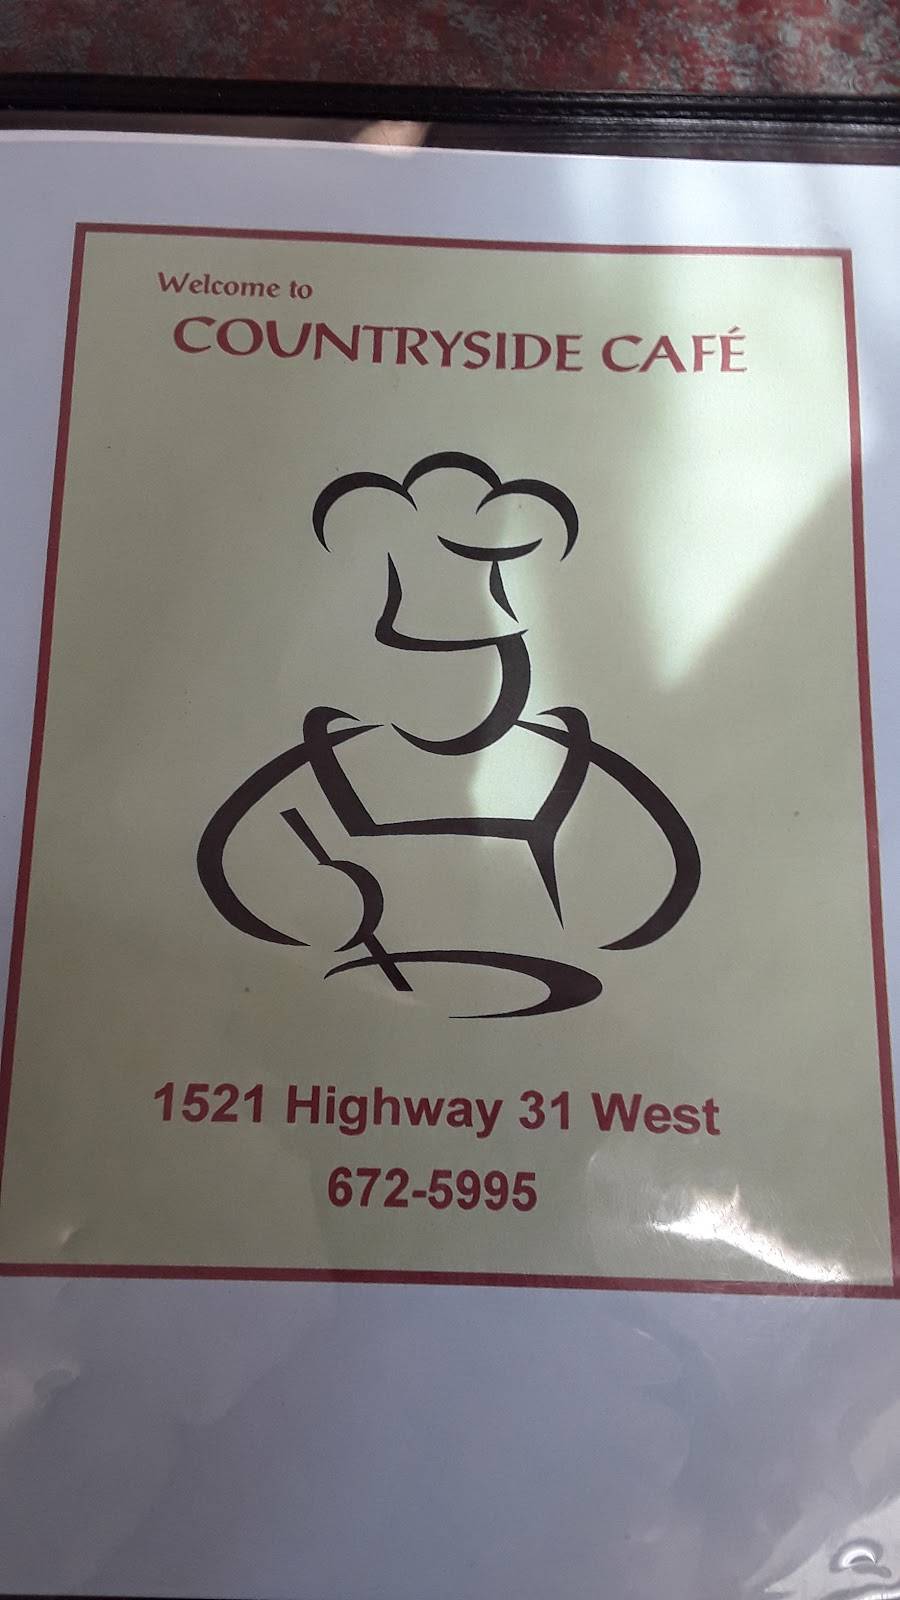 Welcome to
COUNTRYSIDE CAFÉ
1521 Highway 31 West
672-5995